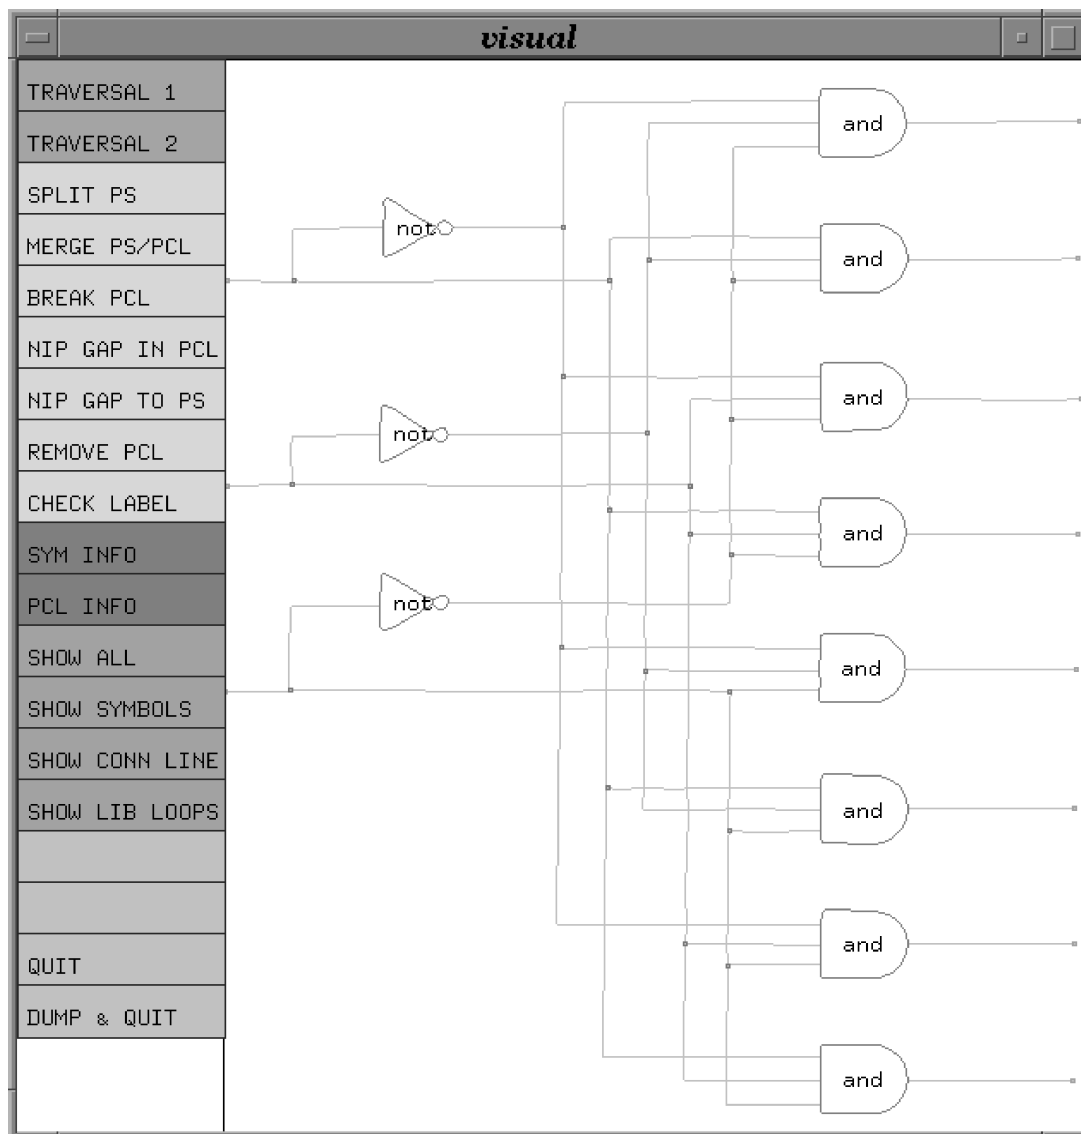 visual
TRAVERSAL 1
TRAVERSAL 2
SPLIT PS
MERGE PS/PCL
BREAK PCL
NIP GAP IN PCL
NIP GAP TO PS
REMOVE PCL
CHECK LABEL
SYM INFO
PCL INFO
SHOW ALL
SHOW SYMBOLS
SHOW CONN LINE
SHOW LIB LOOPS
QUIT
DUMP & QUIT
not
not
not
and
and
and
and
and
and
and
and